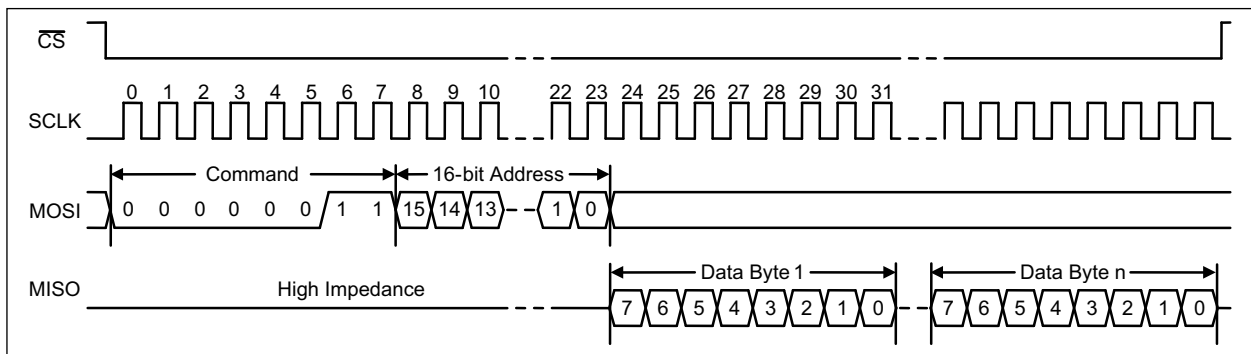 CS
0 1 2 3 4 5 6 7 8 9 10 22 23 24 25 26 27 28 29 30 31
SCLK
Command 16-bit Address
MOSI 0 0 0 0 0 0 1 1 15 14 13 1 0
Data Byte 1 Data Byte n
MISO High Impedance 7 6 5 4 3 2 1 0 7 6 5 4 3 2 1 0